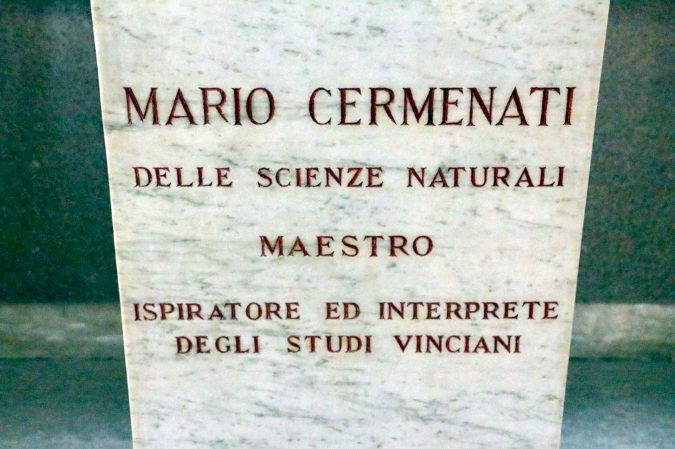 MARIO CERMENATI
DELLE SCIENZE NATURALI
MAESTRO
ISPIRATORE ED INTERPRETE
DEGLI STUDI VINCIANI